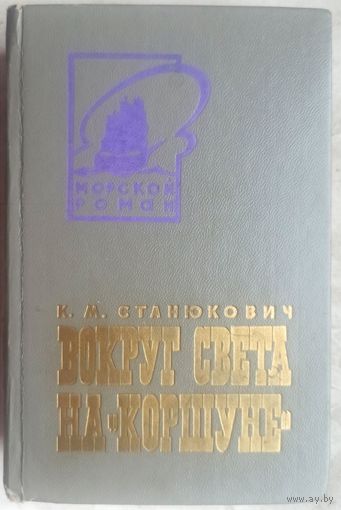 МОРСКОЙ
РОМАН
К. М. СТАНЮКОВИЧ
ВОКРУГ СВЕТА
НА „КОРШУНЕ"
www.ay.by